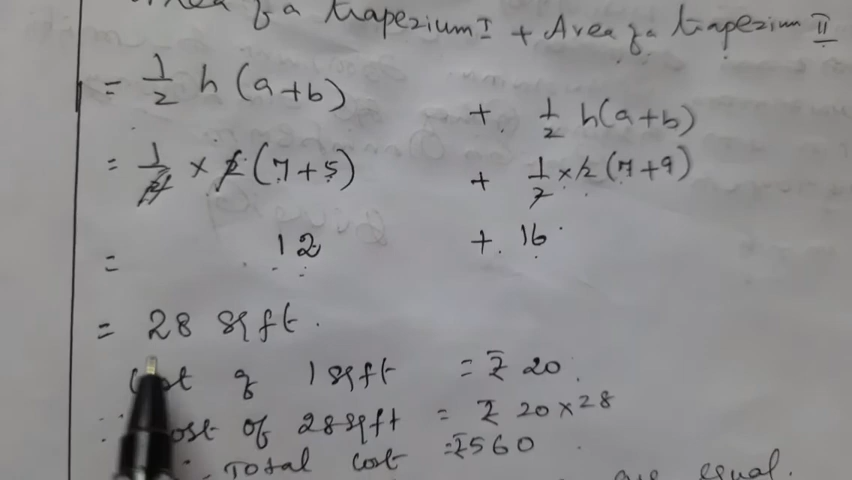 Area of a trapezium I + Area of a trapezium II
= 1/2 h (a+b) + 1/2 h(a+b)
= 1/2 × 2 (7+5) + 1/2 × 2 (7+9)
= 12 + 16
= 28 sqft.
Cost of 1 sqft = ₹ 20.
∴ Cost of 28 sqft = ₹ 20 × 28
∴ Total cost = ₹560
are equal.